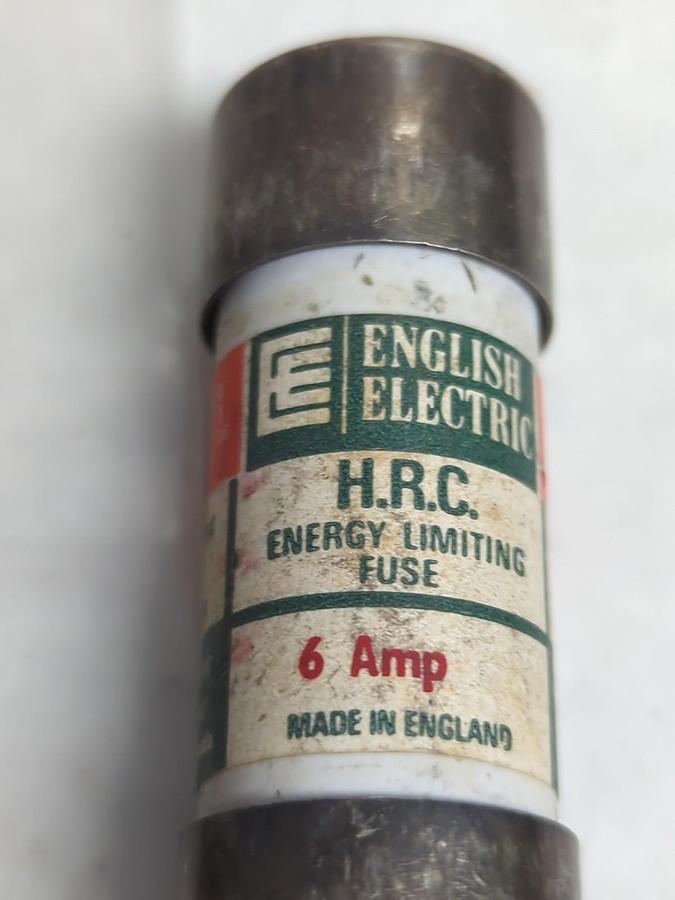 ENGLISH
ELECTRIC
H.R.C.
ENERGY LIMITING
FUSE
6 Amp
MADE IN ENGLAND